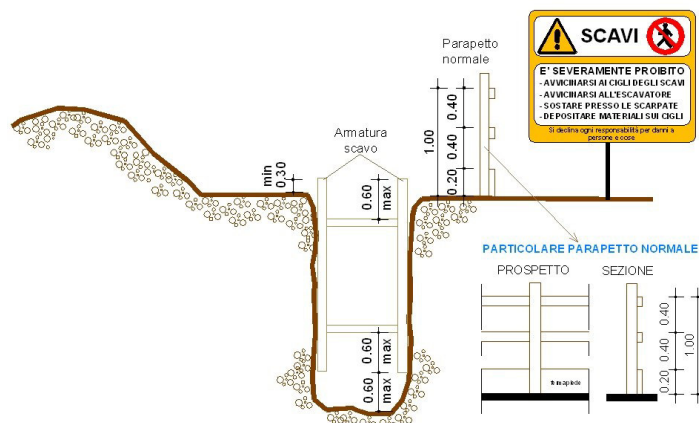 SCAVI
E' SEVERAMENTE PROIBITO
- AVVICINARSI AI CIGLI DEGLI SCAVI
- AVVICINARSI ALL'ESCAVATORE
- SOSTARE PRESSO LE SCARPATE
- DEPOSITARE MATERIALI SUI CIGLI
Si declina ogni responsabilità per danni a
persone e cose
Parapetto
normale
1.00
0.40
0.40
0.20
Armatura
scavo
min
0.30
0.60
max
0.60
max
0.60
max
PARTICOLARE PARAPETTO NORMALE
PROSPETTO
SEZIONE
0.40
0.40
0.20
1.00